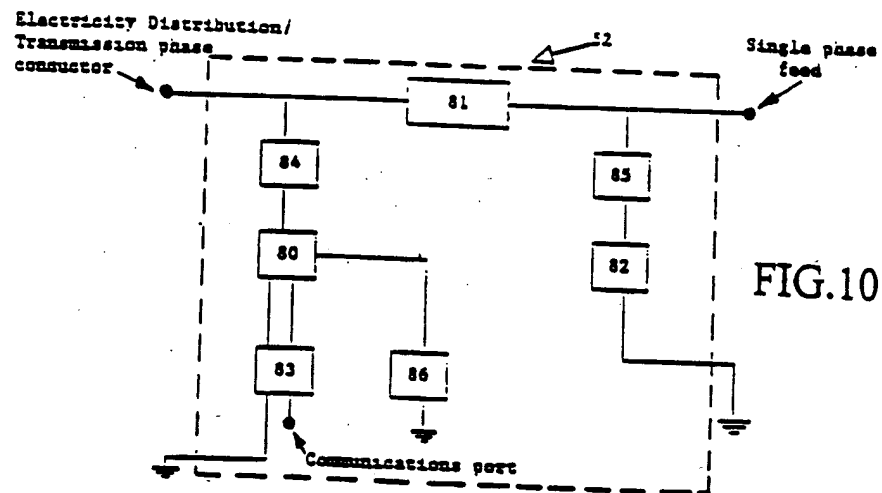 Electricity Distribution/
Transmission phase
conductor
52
Single phase
feed
81
84
85
80
82
FIG.10
83
86
Communications port